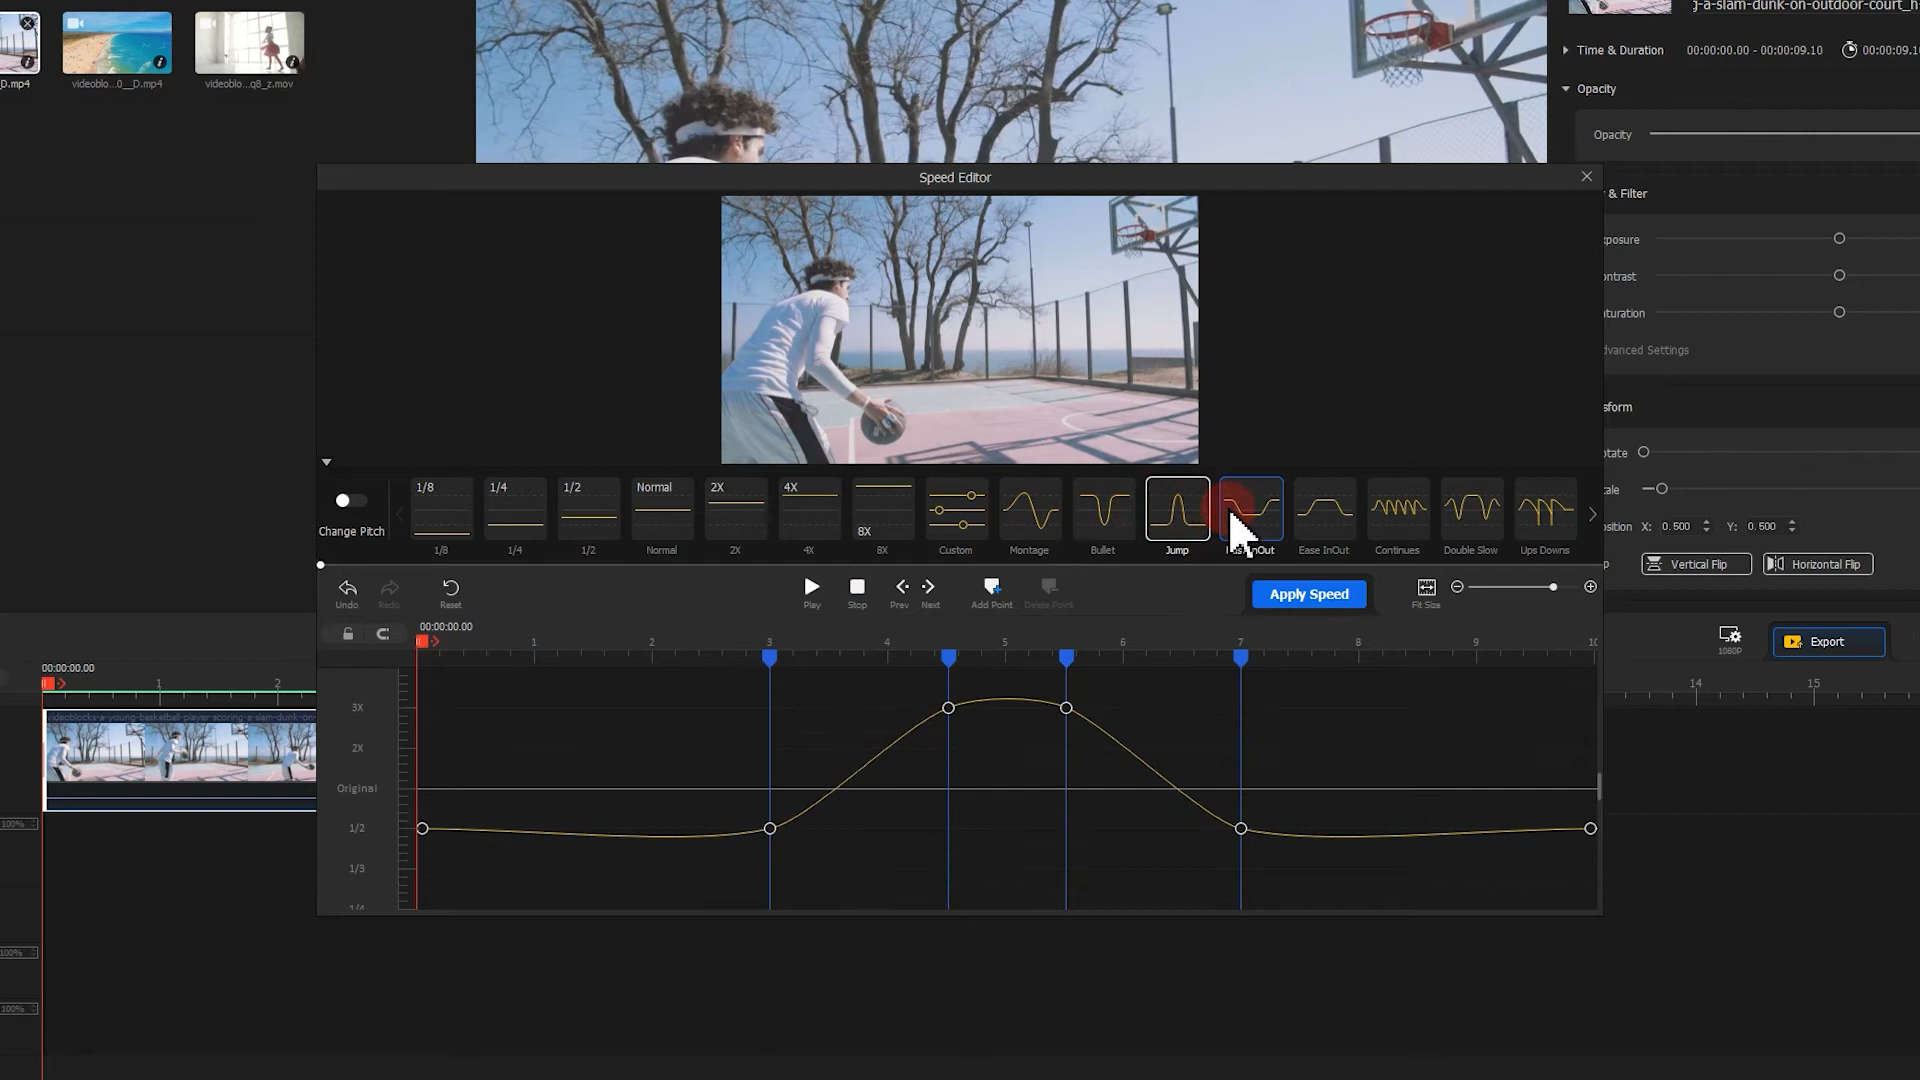 _D.mp4
videoblo...0__D.mp4
videoblo...q8_z.mov
g-a-slam-dunk-on-outdoor-court_h
Time & Duration 00:00:00.00 - 00:00:09.10 00:00:09.10
Opacity
Opacity
Speed Editor
& Filter
xposure
ontrast
turation
dvanced Settings
sform
otate
cale
osition X: 0.500 Y: 0.500
p Vertical Flip Horizontal Flip
Change Pitch
1/8 1/4 1/2 Normal 2X 4X 8X
1/8 1/4 1/2 Normal 2X 4X 8X Custom Montage Bullet Jump InOut Ease InOut Continues Double Slow Ups Downs
Undo Redo Reset Play Stop Prev Next Add Point Delete Point Apply Speed Fit Size
00:00:00.00
1 2 3 4 5 6 7 8 9 10
3X
2X
Original
1/2
1/3
1/4
1080P Export
00:00:00.00
1 2 14 15
videoblocks-a-young-basketball-player-scoring-a-slam-dunk-on-
100%
100%
100%